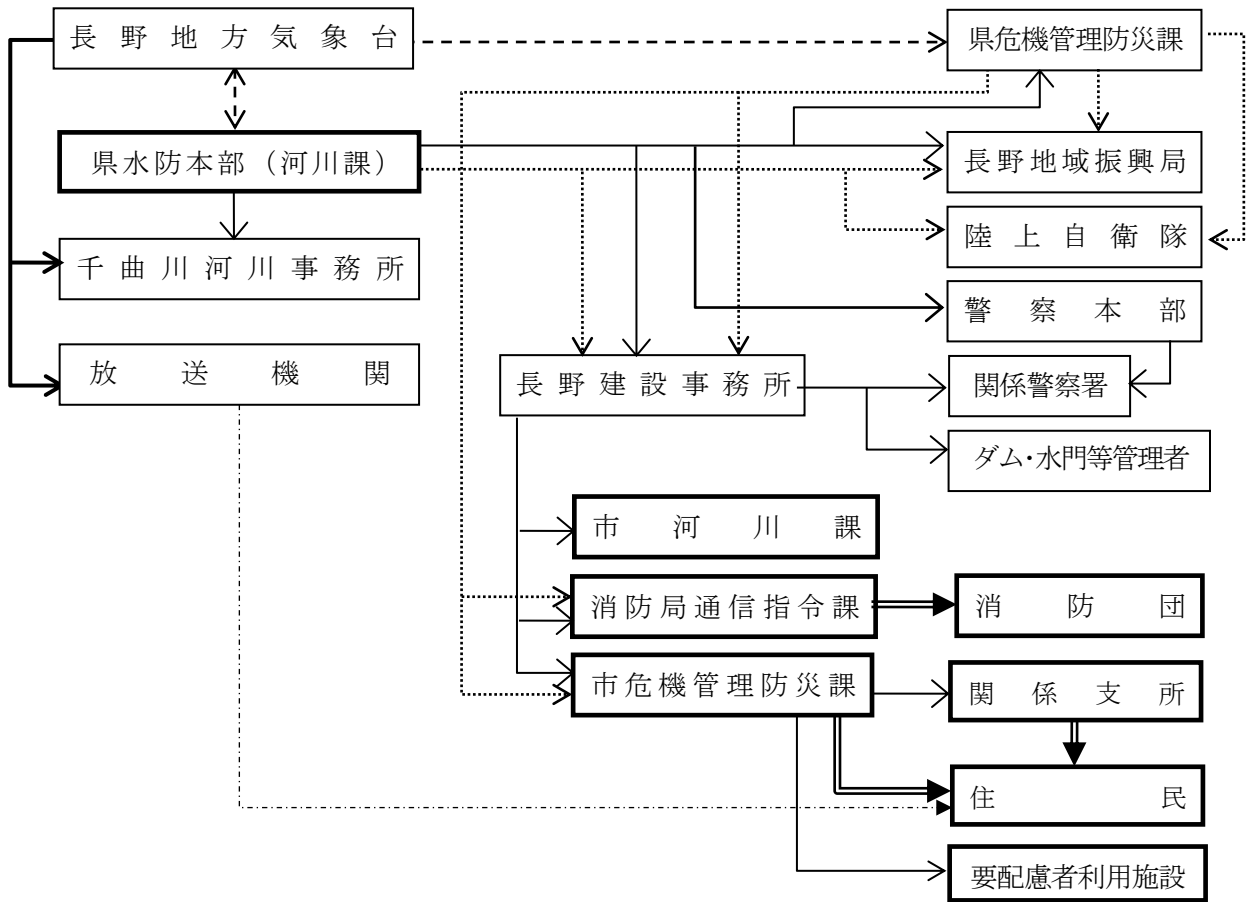 長野地方気象台
県危機管理防災課
県水防本部（河川課）
長野地域振興局
陸上自衛隊
千曲川河川事務所
警察本部
放送機関
長野建設事務所
関係警察署
ダム・水門等管理者
市河川課
消防局通信指令課
消防団
市危機管理防災課
関係支所
住民
要配慮者利用施設